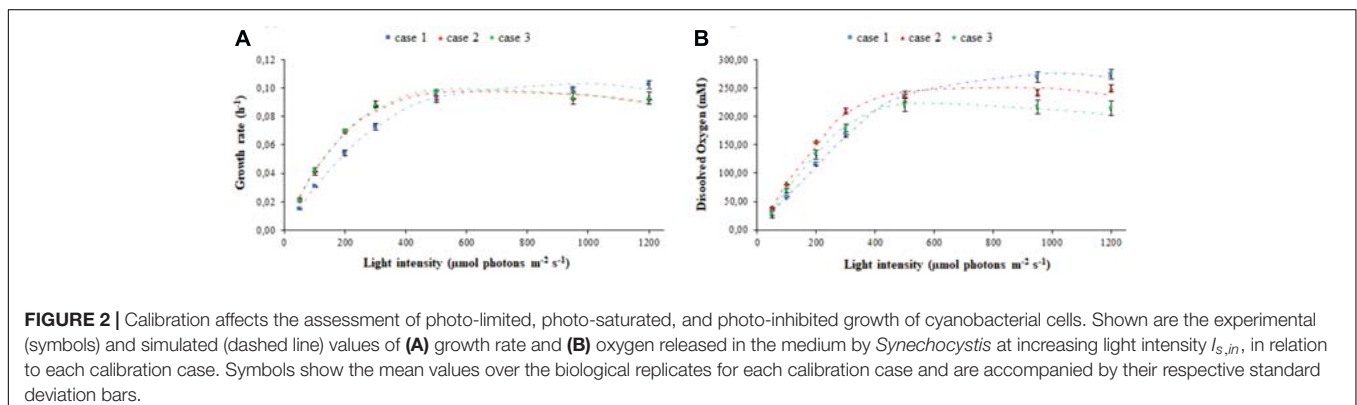 A
case 1 case 2 case 3
0,12
0,10
0,08
0,06
0,04
0,02
0,00
Growth rate (h⁻¹)
0 200 400 600 800 1000 1200
Light intensity (µmol photons m⁻² s⁻¹)
B
case 1 case 2 case 3
300,00
250,00
200,00
150,00
100,00
50,00
0,00
Disoolved Oxygen (mM)
0 200 400 600 800 1000 1200
Light intensity (µmol photons m⁻² s⁻¹)
FIGURE 2 | Calibration affects the assessment of photo-limited, photo-saturated, and photo-inhibited growth of cyanobacterial cells. Shown are the experimental
(symbols) and simulated (dashed line) values of (A) growth rate and (B) oxygen released in the medium by Synechocystis at increasing light intensity Is,in, in relation
to each calibration case. Symbols show the mean values over the biological replicates for each calibration case and are accompanied by their respective standard
deviation bars.